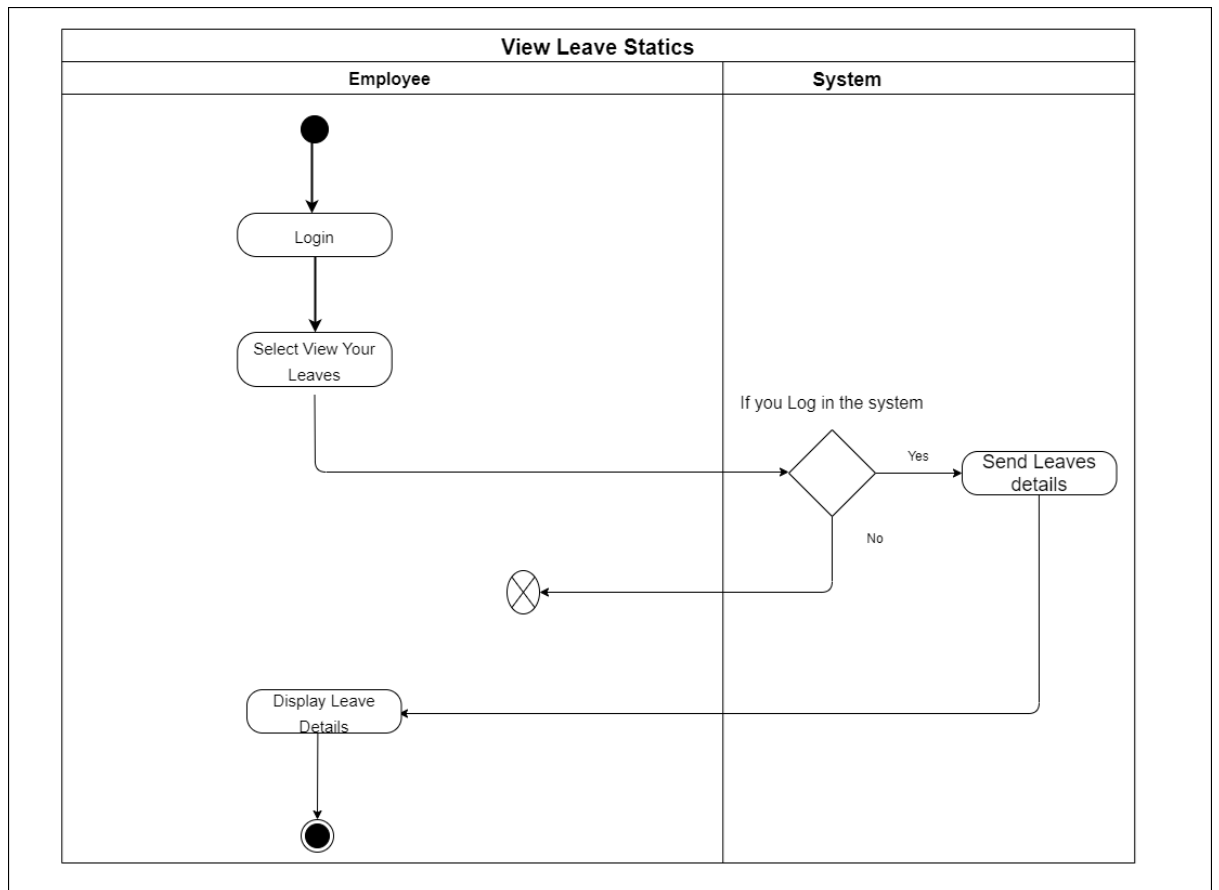 View Leave Statics
Employee
System
Login
Select View Your
Leaves
If you Log in the system
Yes
Send Leaves
details
No
Display Leave
Details